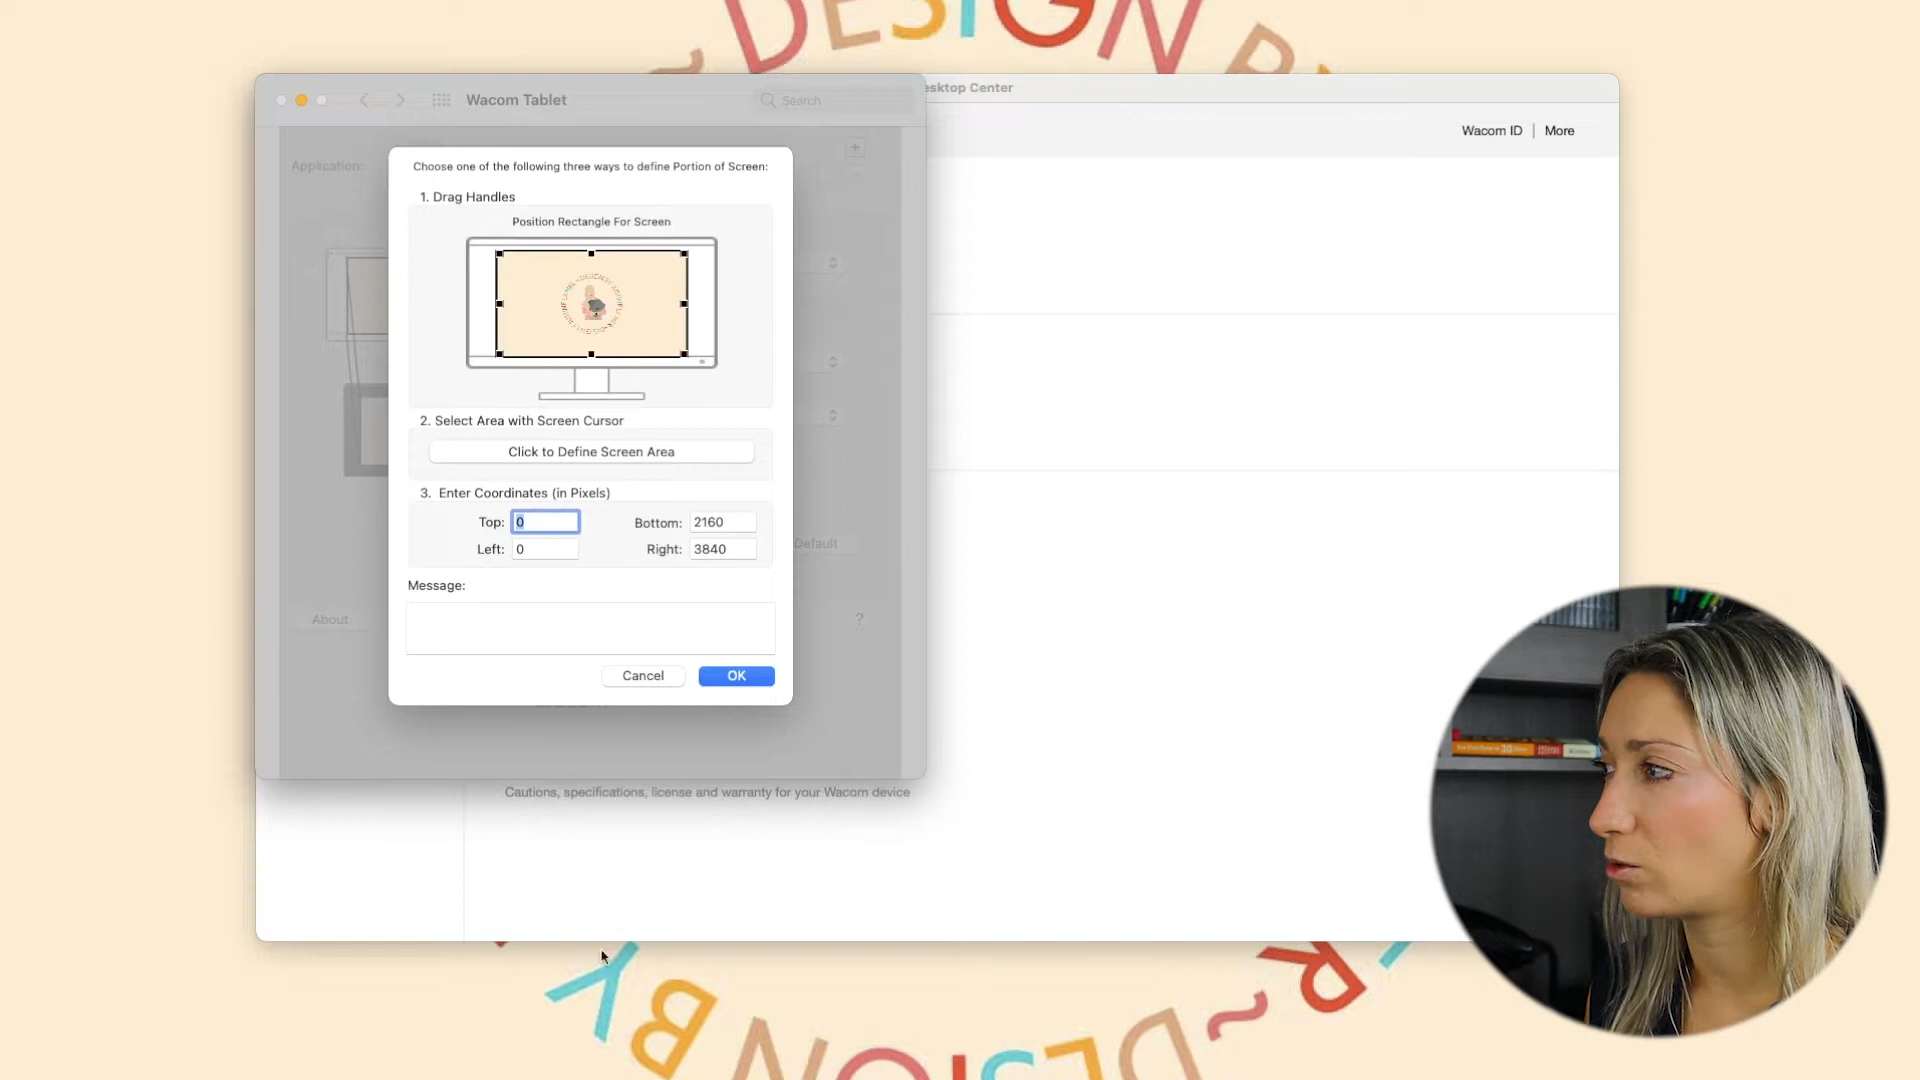 ~ DESIGN BY
Wacom Tablet
Search
esktop Center
Wacom ID | More
Application:
Choose one of the following three ways to define Portion of Screen:
1. Drag Handles
Position Rectangle For Screen
2. Select Area with Screen Cursor
Click to Define Screen Area
3. Enter Coordinates (in Pixels)
Top: 0
Bottom: 2160
Left: 0
Right: 3840
Default
Message:
About
?
Cancel
OK
Cautions, specifications, license and warranty for your Wacom device
R ~ DESIGN BY